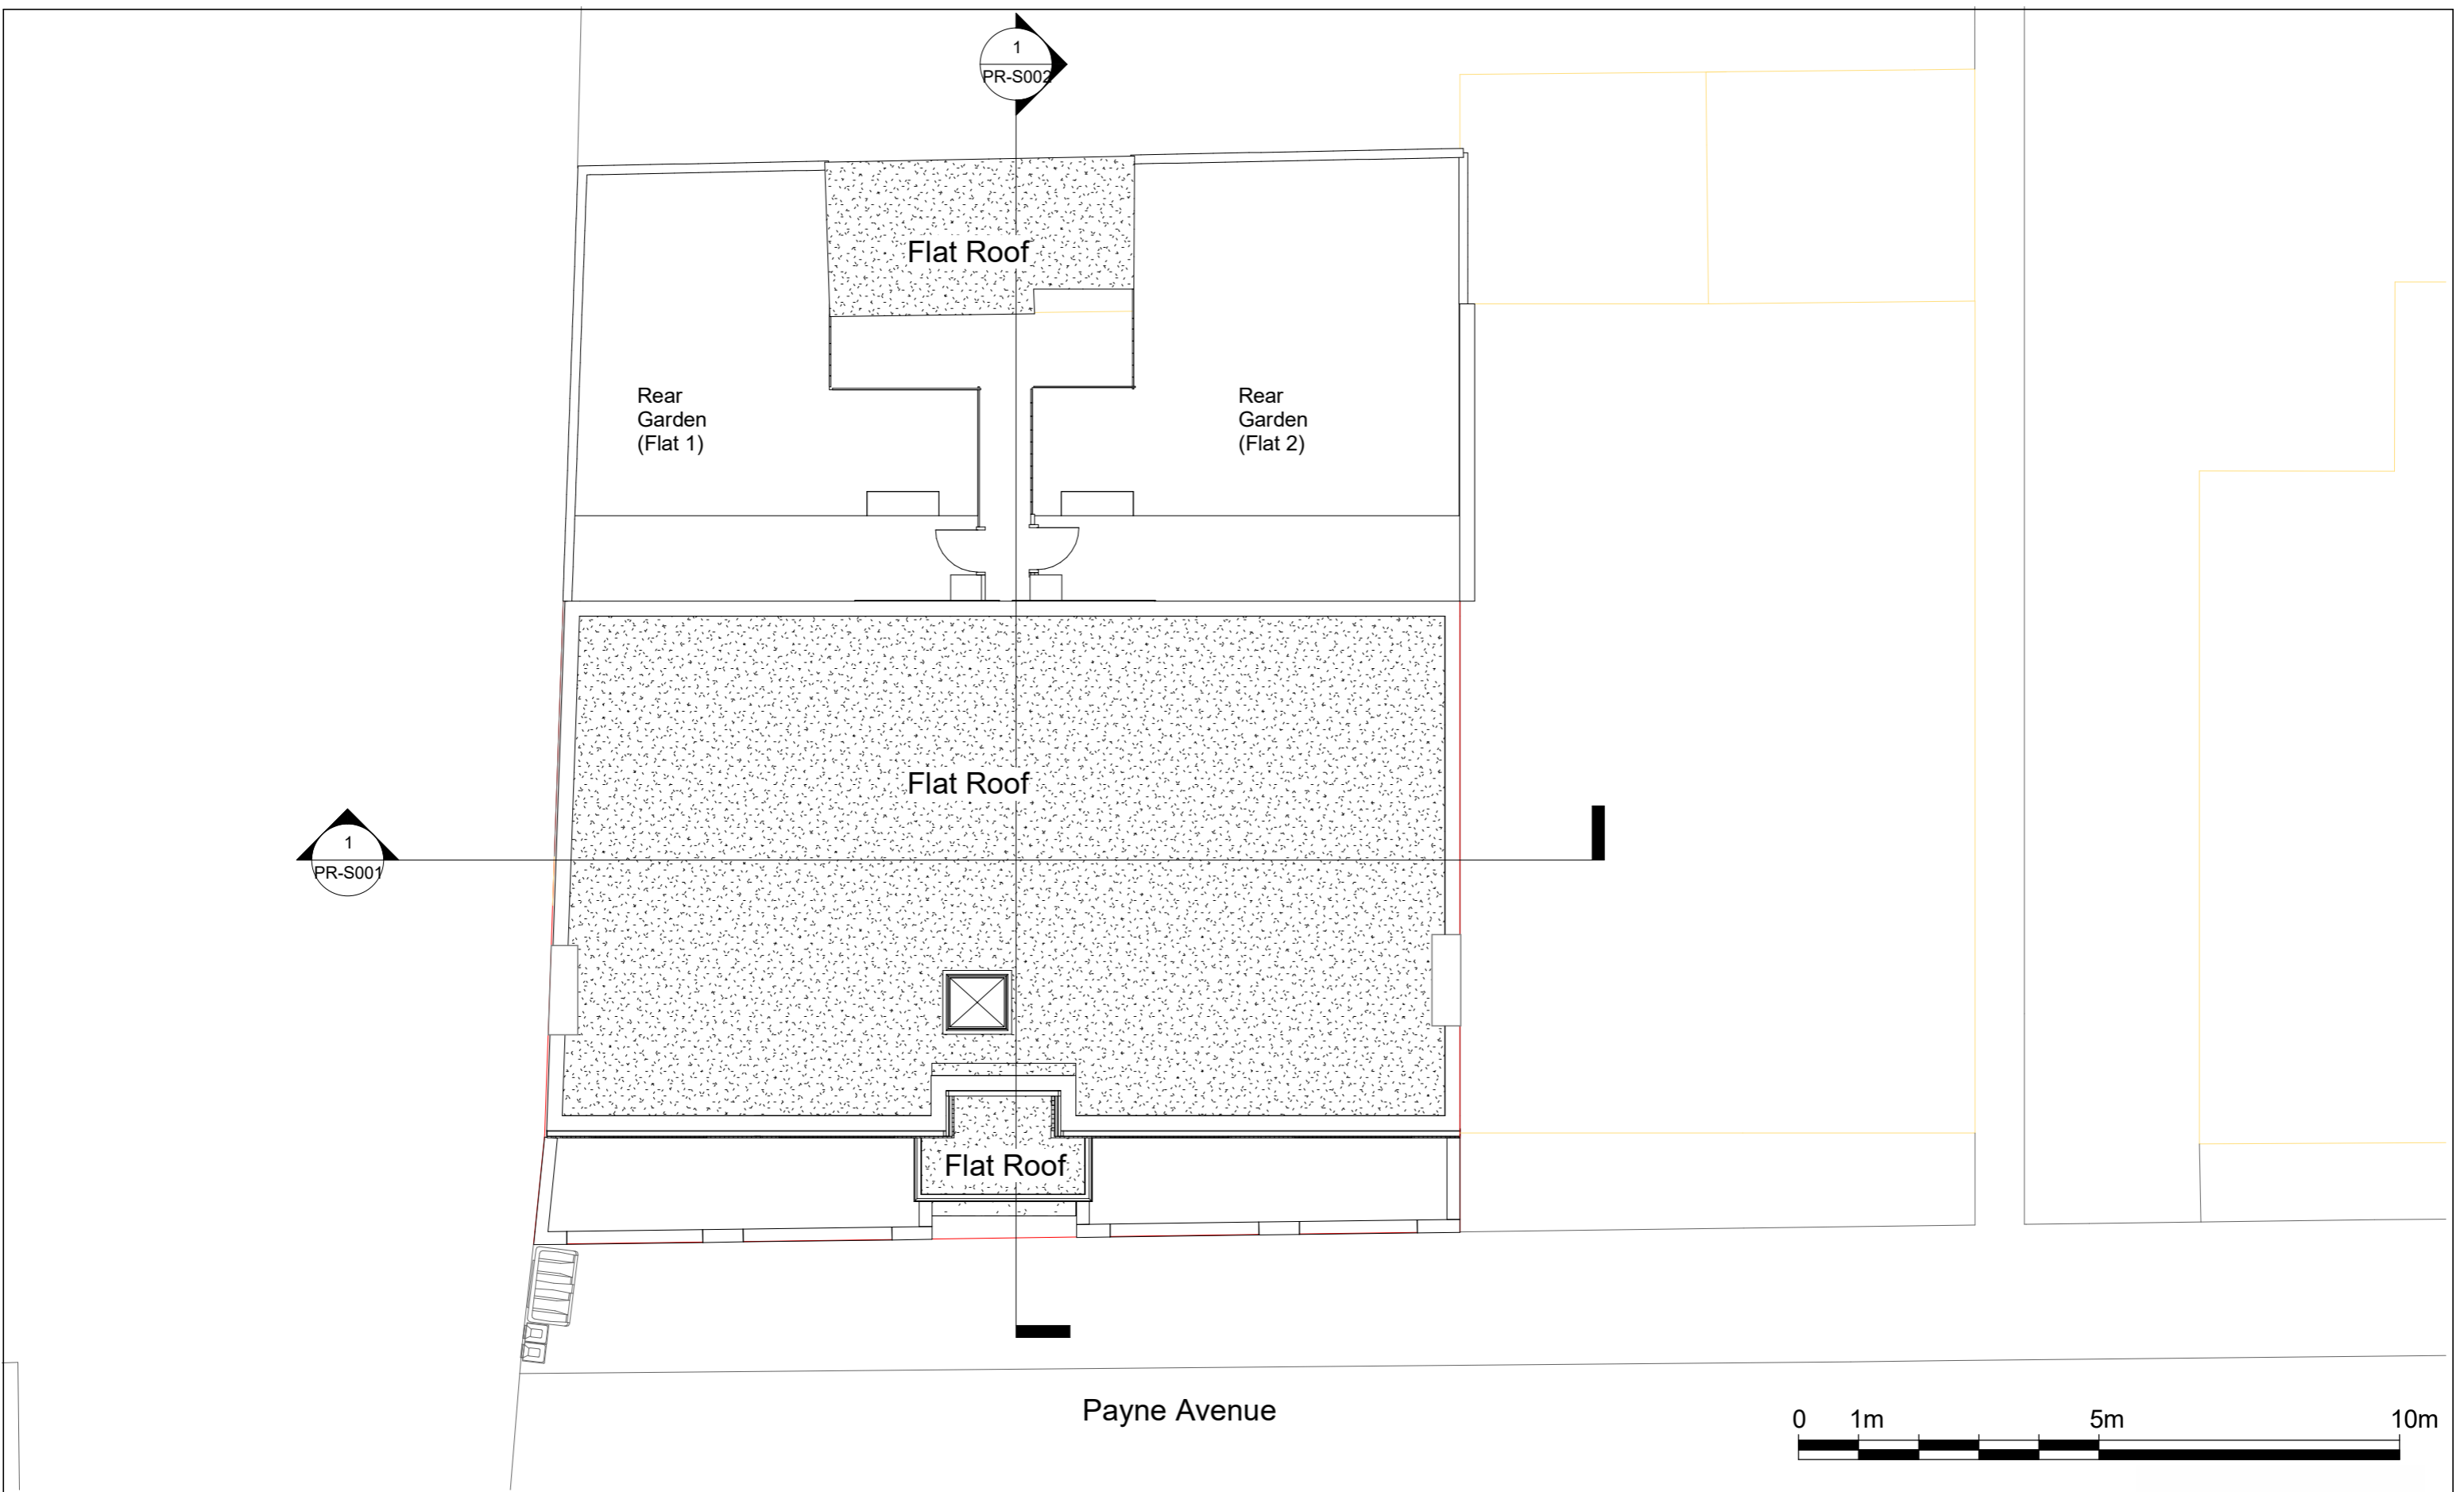 1
PR-S002
Flat Roof
Rear
Garden
(Flat 1)
Rear
Garden
(Flat 2)
Flat Roof
1
PR-S001
Flat Roof
Payne Avenue
0 1m 5m 10m